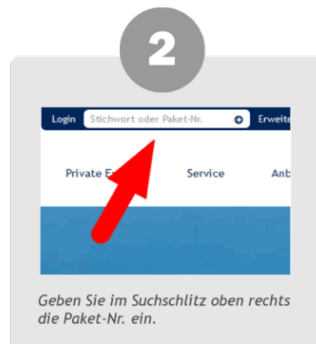 2
Login Stichwort oder Paket-Nr. Erweite
Private E Service Anb
Geben Sie im Suchschlitz oben rechts
die Paket-Nr. ein.